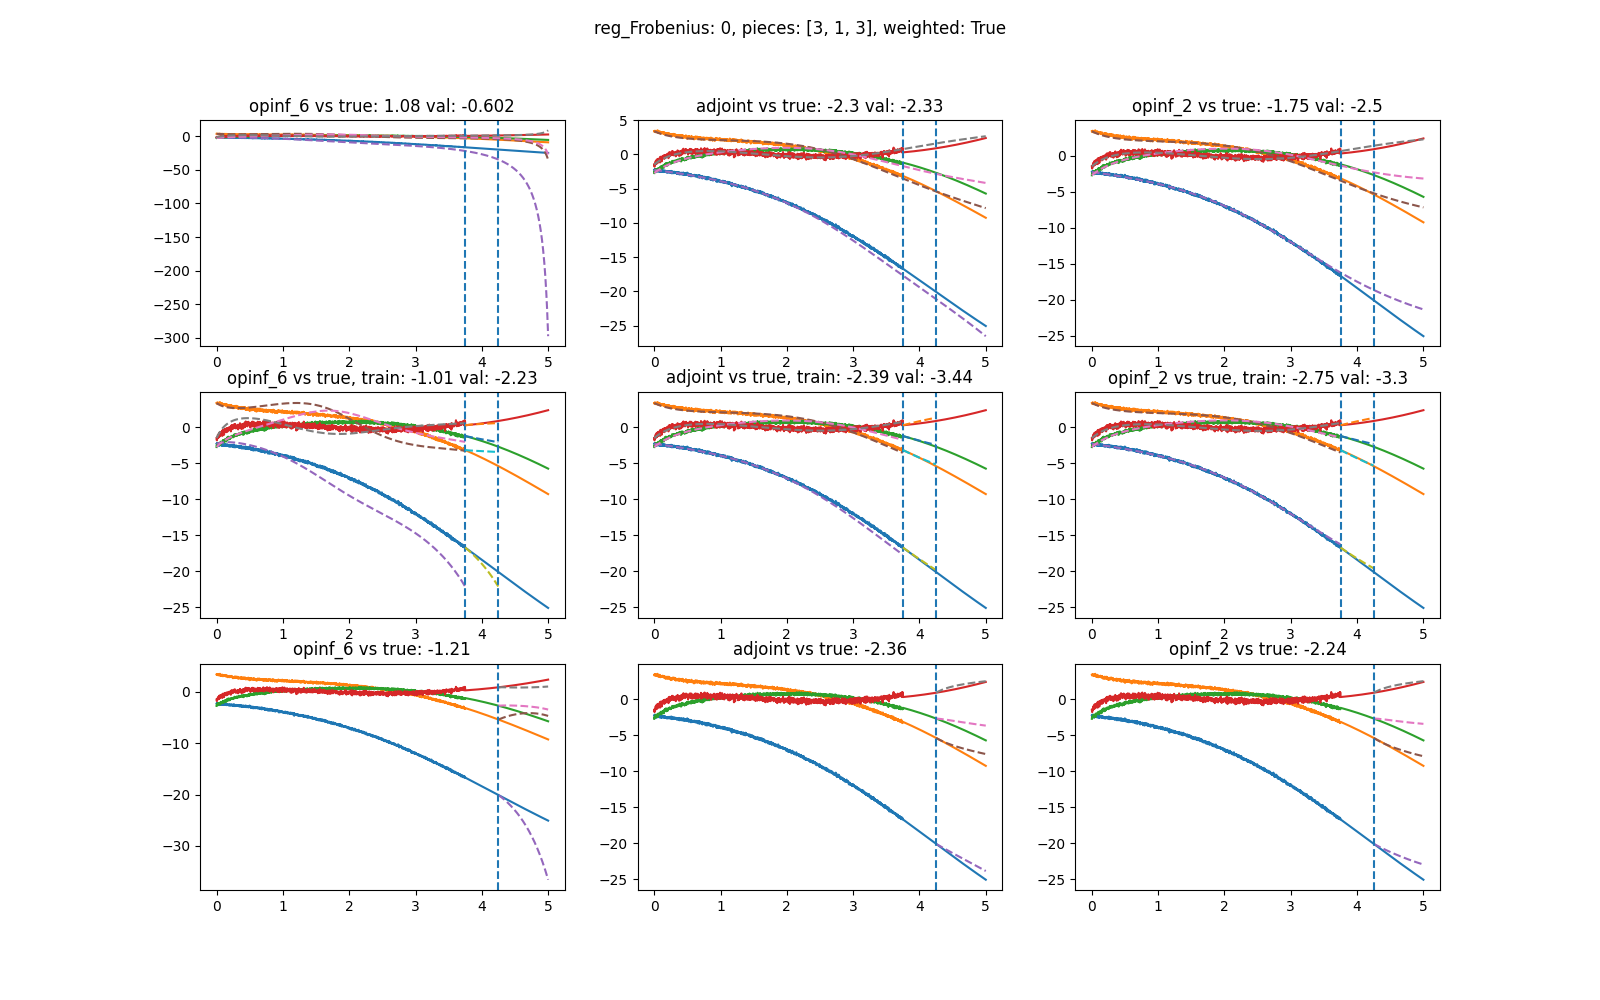 reg_Frobenius: 0, pieces: [3, 1, 3], weighted: True
opinf_6 vs true: 1.08 val: -0.602
adjoint vs true: -2.3 val: -2.33
opinf_2 vs true: -1.75 val: -2.5
0
−50
−100
−150
−200
−250
−300
0 1 2 3 4 5
5
0
−5
−10
−15
−20
−25
0 1 2 3 4 5
0
−5
−10
−15
−20
−25
0 1 2 3 4 5
opinf_6 vs true, train: -1.01 val: -2.23
adjoint vs true, train: -2.39 val: -3.44
opinf_2 vs true, train: -2.75 val: -3.3
0
−5
−10
−15
−20
−25
0 1 2 3 4 5
0
−5
−10
−15
−20
−25
0 1 2 3 4 5
0
−5
−10
−15
−20
−25
0 1 2 3 4 5
opinf_6 vs true: -1.21
adjoint vs true: -2.36
opinf_2 vs true: -2.24
0
−10
−20
−30
0 1 2 3 4 5
0
−5
−10
−15
−20
−25
0 1 2 3 4 5
0
−5
−10
−15
−20
−25
0 1 2 3 4 5